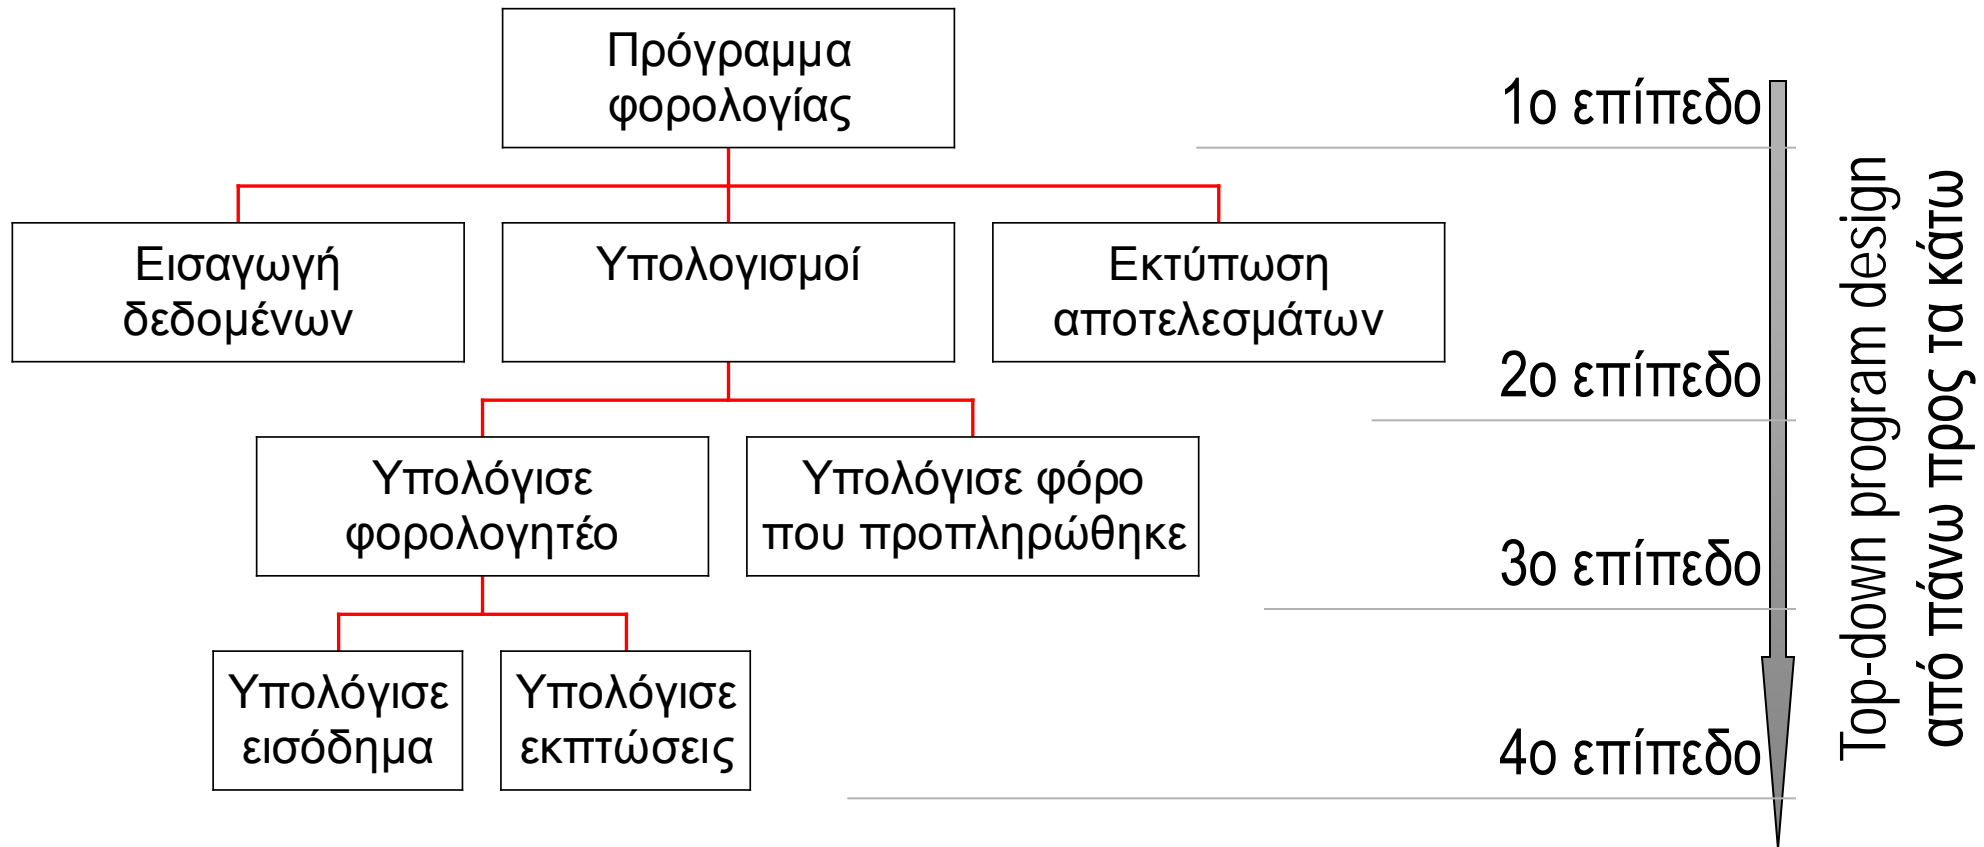 Πρόγραμμα
φορολογίας
1ο επίπεδο
Εισαγωγή
δεδομένων
Υπολογισμοί
Εκτύπωση
αποτελεσμάτων
2ο επίπεδο
Υπολόγισε
φορολογητέο
Υπολόγισε φόρο
που προπληρώθηκε
3ο επίπεδο
Υπολόγισε
εισόδημα
Υπολόγισε
εκπτώσεις
4ο επίπεδο
Top-down program design
από πάνω προς τα κάτω